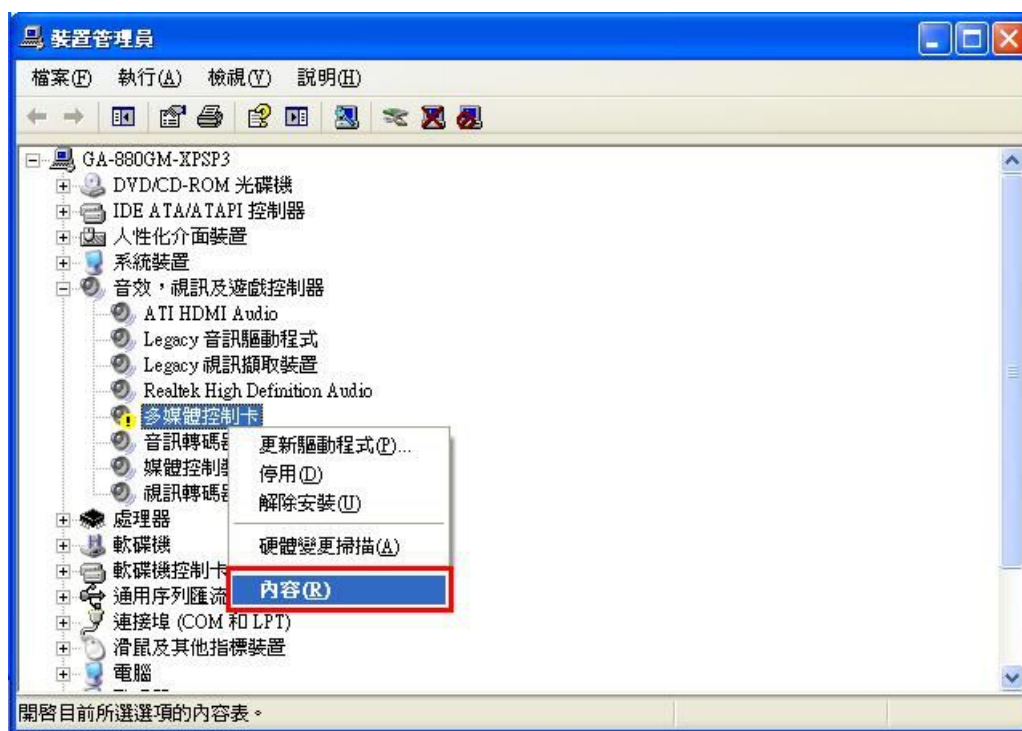 裝置管理員
檔案(F) 執行(A) 檢視(V) 說明(H)
GA-880GM-XPSP3
DVD/CD-ROM 光碟機
IDE ATA/ATAPI 控制器
人性化介面裝置
系統裝置
音效，視訊及遊戲控制器
ATI HDMI Audio
Legacy 音訊驅動程式
Legacy 視訊擷取裝置
Realtek High Definition Audio
多媒體控制卡
音訊轉碼
媒體控制
視訊轉碼
更新驅動程式(P)...
停用(D)
解除安裝(U)
硬體變更掃描(A)
內容(R)
處理器
軟碟機
軟碟機控制卡
通用序列匯流
連接埠 (COM 和 LPT)
滑鼠及其他指標裝置
電腦
開啟目前所選選項的內容表。